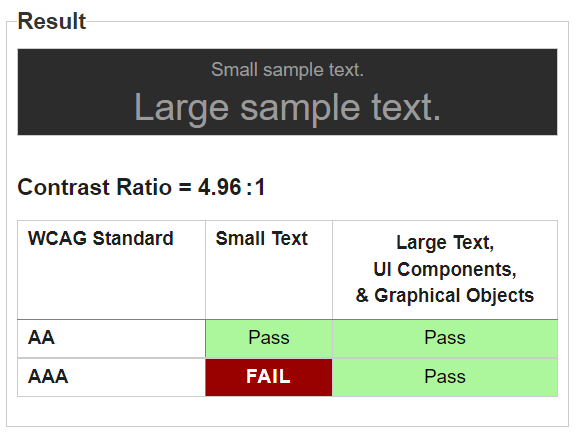 Result
Small sample text.
Large sample text.
Contrast Ratio = 4.96:1
WCAG Standard
Small Text
Large Text,
UI Components,
& Graphical Objects
AA
Pass
Pass
AAA
FAIL
Pass